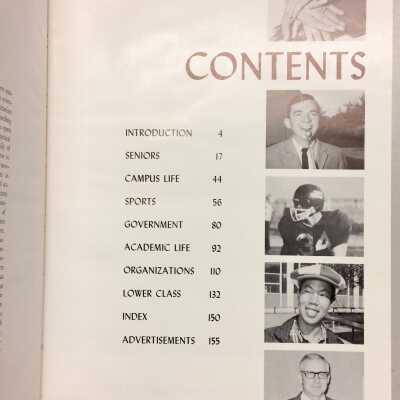 CONTENTS
INTRODUCTION 4
SENIORS 17
CAMPUS LIFE 44
SPORTS 56
GOVERNMENT 80
ACADEMIC LIFE 92
ORGANIZATIONS 110
LOWER CLASS 132
INDEX 150
ADVERTISEMENTS 155